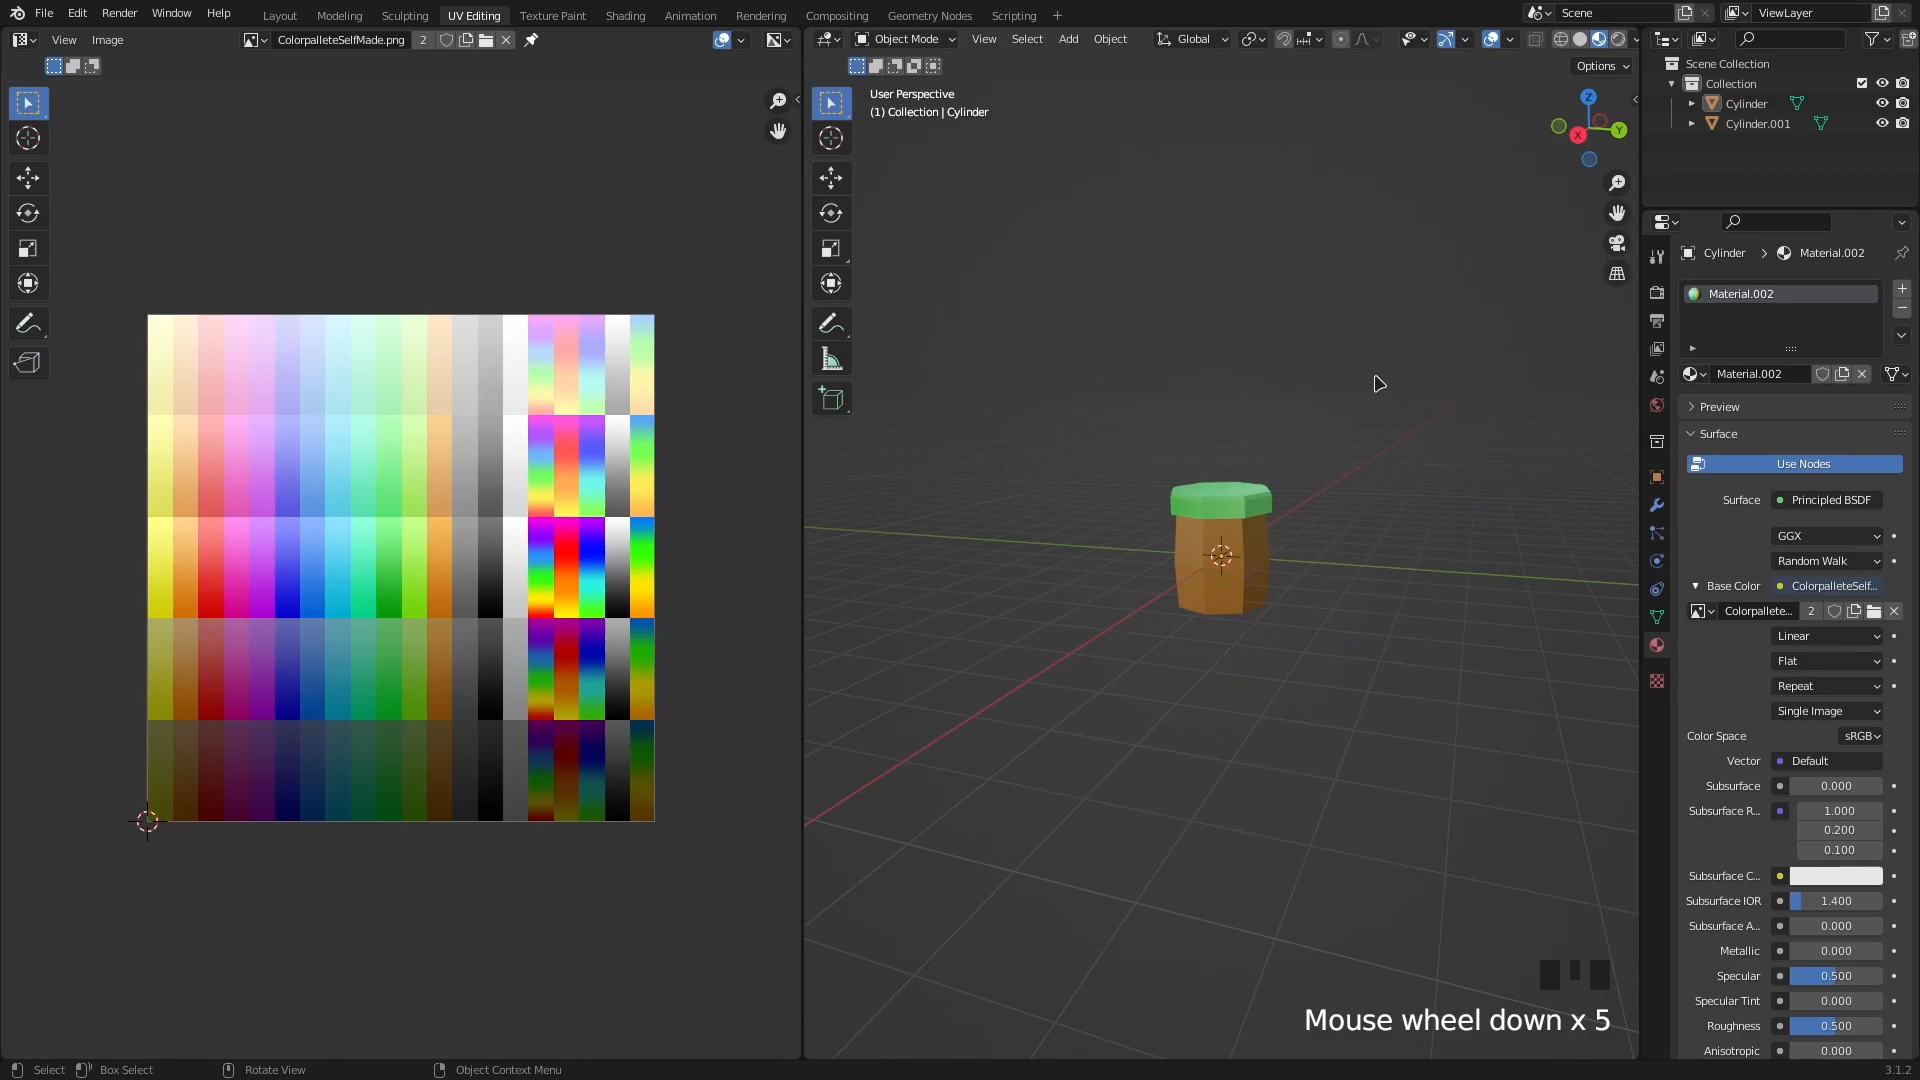 File Edit Render Window Help
Layout Modeling Sculpting UV Editing Texture Paint Shading Animation Rendering Compositing Geometry Nodes Scripting
Scene
ViewLayer
View Image
ColorpalleteSelfMade.png 2
Object Mode View Select Add Object
Global
Options
User Perspective
(1) Collection | Cylinder
Z
Y
X
Scene Collection
Collection
Cylinder
Cylinder.001
Cylinder > Material.002
Material.002
Material.002
Preview
Surface
Use Nodes
Surface Principled BSDF
GGX
Random Walk
Base Color ColorpalleteSelf...
Colorpallete... 2
Linear
Flat
Repeat
Single Image
Color Space sRGB
Vector Default
Subsurface 0.000
Subsurface R... 1.000
0.200
0.100
Subsurface C...
Subsurface IOR 1.400
Subsurface A... 0.000
Metallic 0.000
Specular 0.500
Specular Tint 0.000
Roughness 0.500
Anisotropic 0.000
Mouse wheel down x 5
Select Box Select Rotate View Object Context Menu
3.1.2